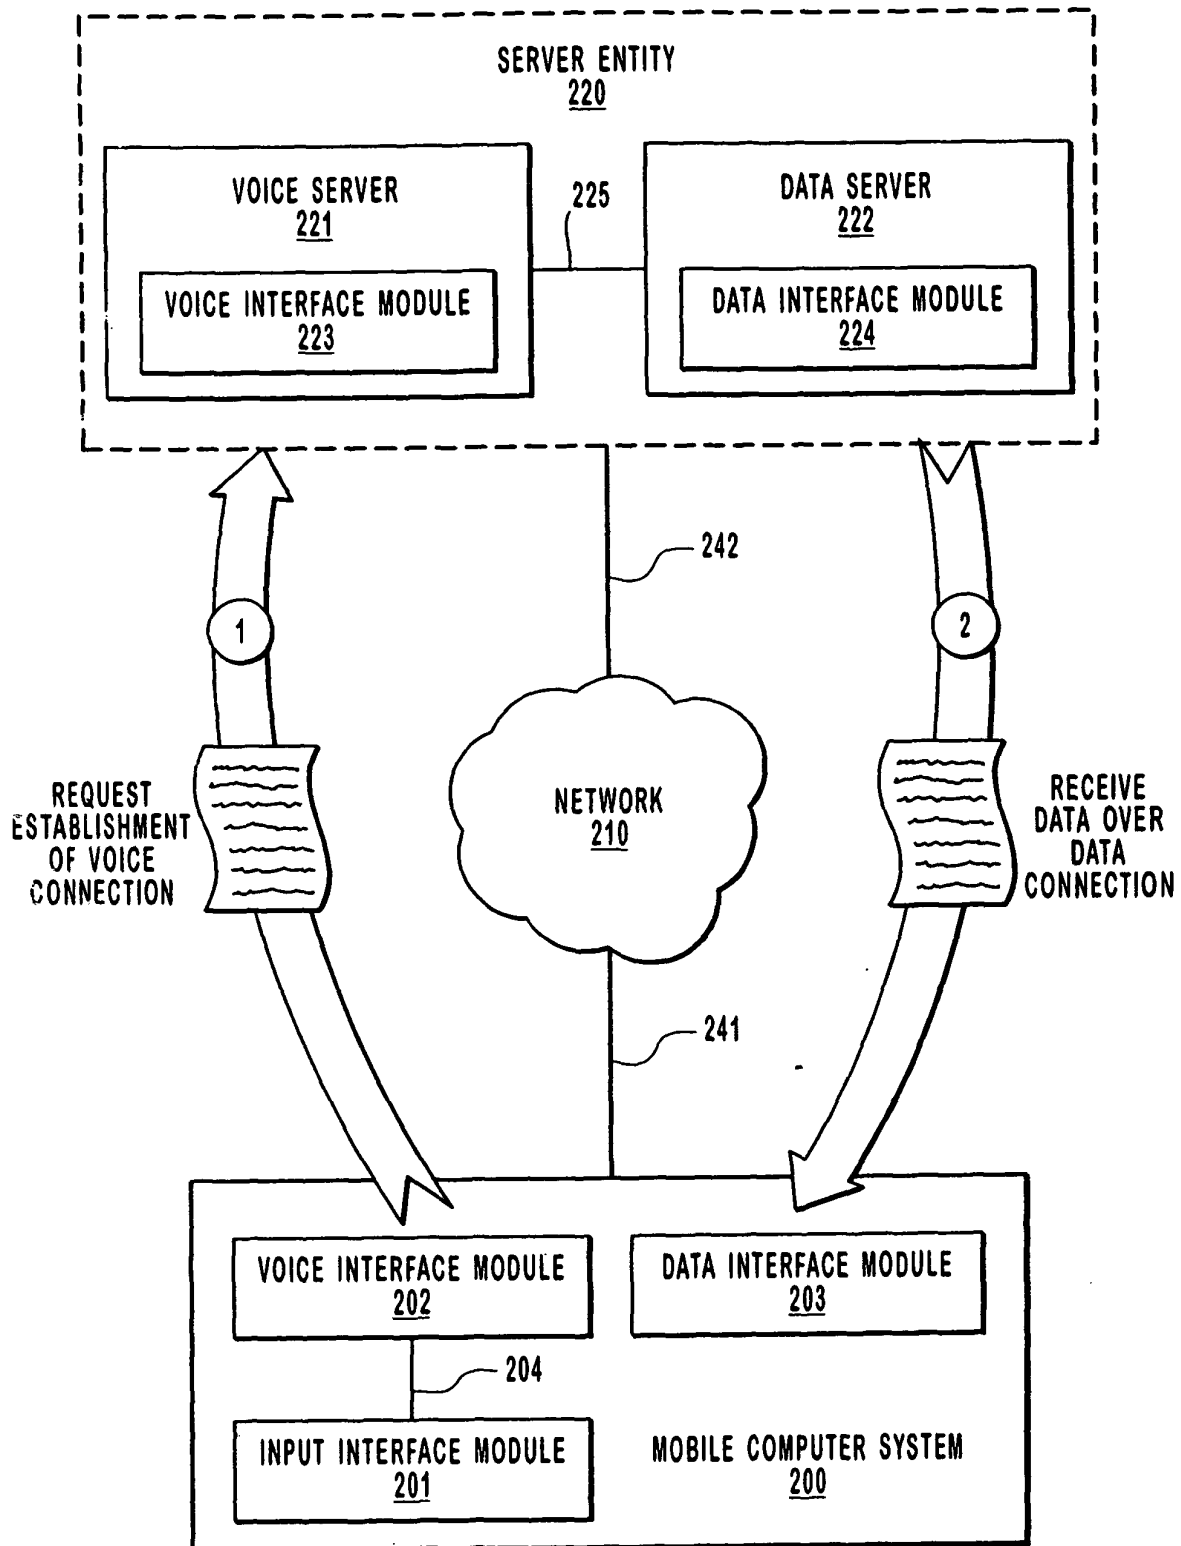 SERVER ENTITY
220
VOICE SERVER
221
225
DATA SERVER
222
VOICE INTERFACE MODULE
223
DATA INTERFACE MODULE
224
242
1
2
REQUEST
ESTABLISHMENT
OF VOICE
CONNECTION
NETWORK
210
RECEIVE
DATA OVER
DATA
CONNECTION
241
VOICE INTERFACE MODULE
202
DATA INTERFACE MODULE
203
204
INPUT INTERFACE MODULE
201
MOBILE COMPUTER SYSTEM
200